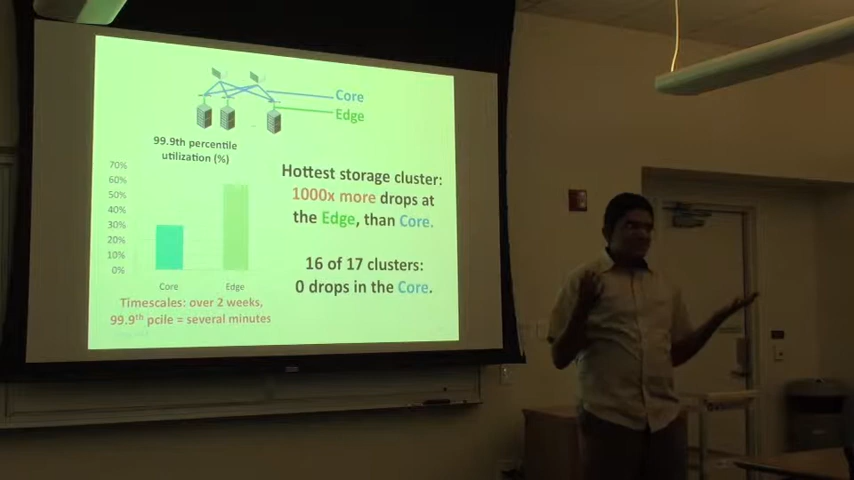 Core
Edge
99.9th percentile
utilization (%)
70%
60%
50%
40%
30%
20%
10%
0%
Core
Edge
Timescales: over 2 weeks,
99.9th pcile = several minutes
Hottest storage cluster:
1000x more drops at
the Edge, than Core.
16 of 17 clusters:
0 drops in the Core.